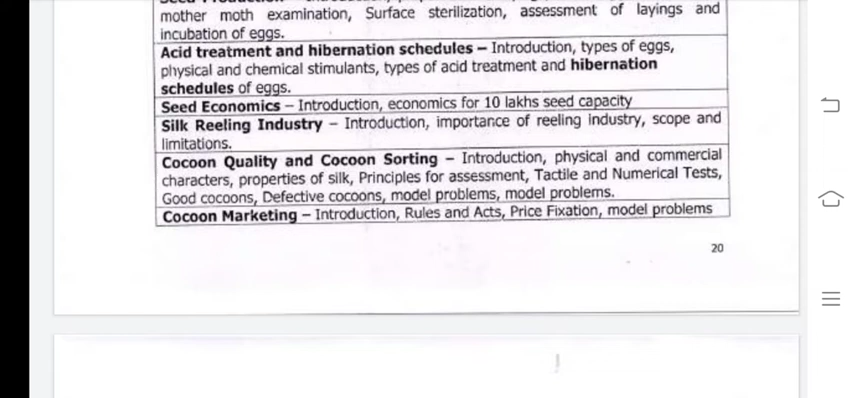 mother moth examination, Surface sterilization, assessment of layings and
incubation of eggs.
Acid treatment and hibernation schedules – Introduction, types of eggs,
physical and chemical stimulants, types of acid treatment and hibernation
schedules of eggs.
Seed Economics – Introduction, economics for 10 lakhs seed capacity
Silk Reeling Industry – Introduction, importance of reeling industry, scope and
limitations.
Cocoon Quality and Cocoon Sorting – Introduction, physical and commercial
characters, properties of silk, Principles for assessment, Tactile and Numerical Tests,
Good cocoons, Defective cocoons, model problems, model problems.
Cocoon Marketing – Introduction, Rules and Acts, Price Fixation, model problems
20